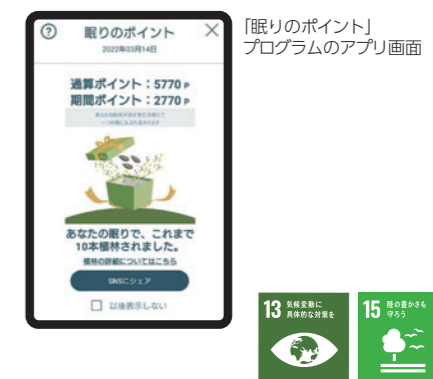 眠りのポイント
2022年03月14日
通算ポイント：5770 P
期間ポイント：2770 P
あなたの眠りで、これまで
10本植林されました。
植林の詳細についてはこちら
SNSにシェア
以後表示しない
「眠りのポイント」
プログラムのアプリ画面
13 気候変動に
具体的な対策を
15 陸の豊かさも
守ろう